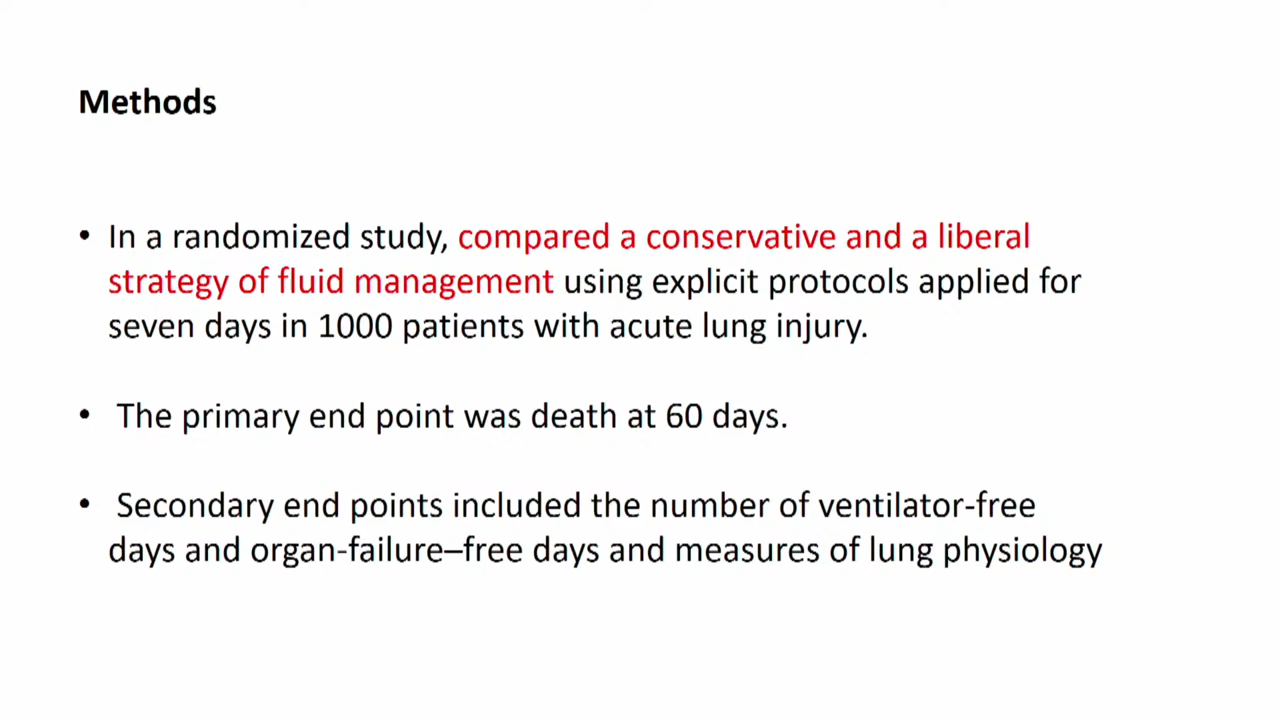 Methods
• In a randomized study, compared a conservative and a liberal
strategy of fluid management using explicit protocols applied for
seven days in 1000 patients with acute lung injury.
• The primary end point was death at 60 days.
• Secondary end points included the number of ventilator-free
days and organ-failure–free days and measures of lung physiology